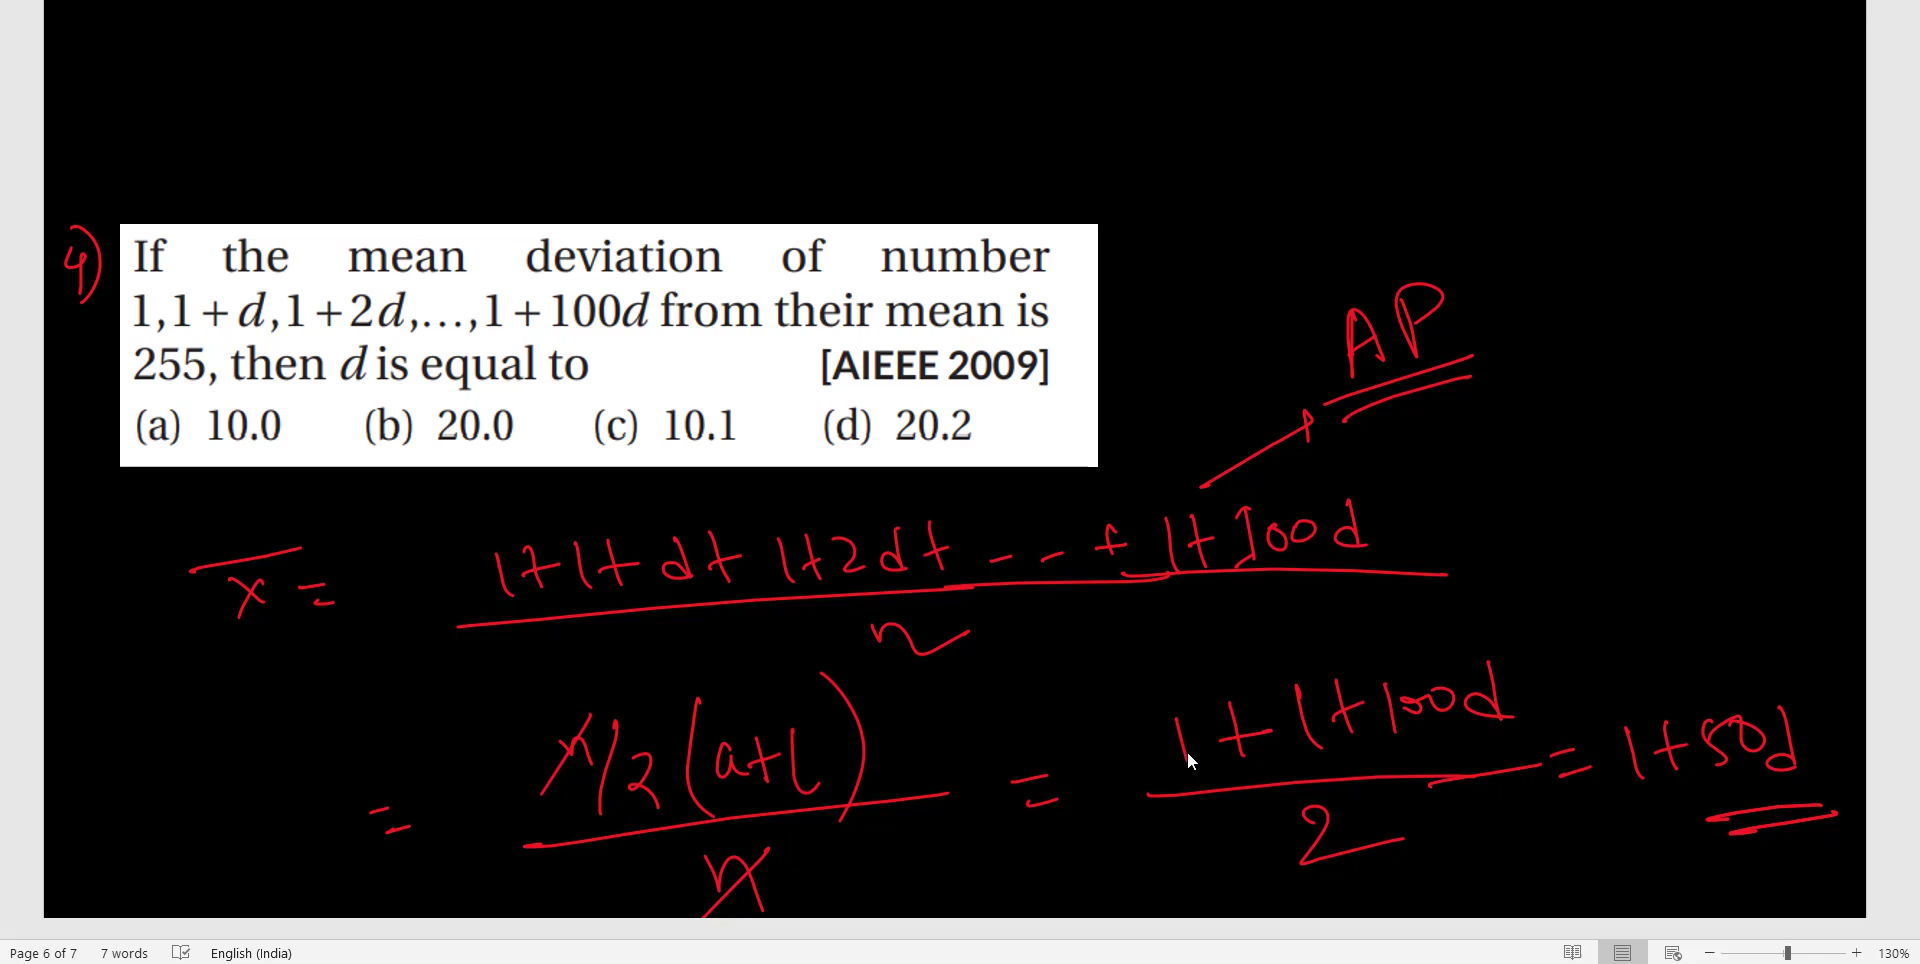 4)
If the mean deviation of number
1,1+d,1+2d,...,1+100d from their mean is
255, then d is equal to [AIEEE 2009]
(a) 10.0 (b) 20.0 (c) 10.1 (d) 20.2
AP
x̄ = 1+1+d+1+2d+--+1+100d
n
= n/2(a+l) = 1+1+100d = 1+50d
n 2
Page 6 of 7 7 words English (India) 130%